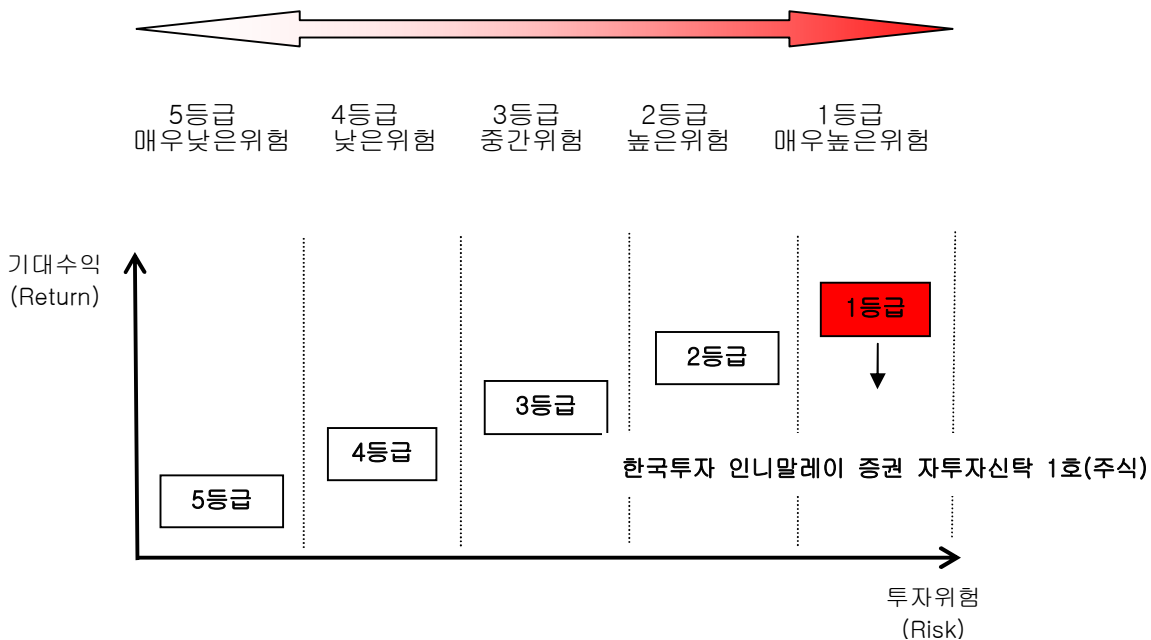 5등급 4등급 3등급 2등급 1등급
매우낮은위험 낮은위험 중간위험 높은위험 매우높은위험
기대수익
(Return)
1등급
2등급
3등급
4등급
한국투자 인니말레이 증권 자투자신탁 1호(주식)
5등급
투자위험
(Risk)